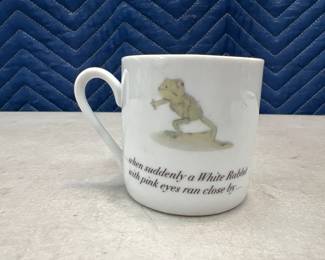 ...when suddenly a White Rabbit
with pink eyes ran close by...